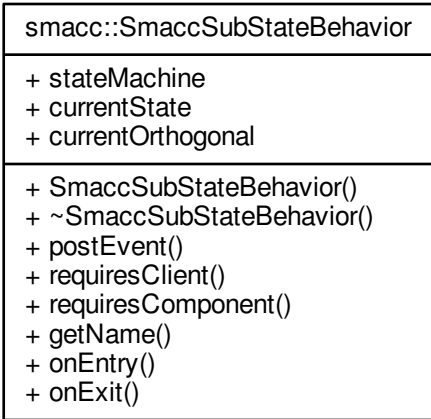 smacc::SmaccSubStateBehavior
+ stateMachine
+ currentState
+ currentOrthogonal
+ SmaccSubStateBehavior()
+ ~SmaccSubStateBehavior()
+ postEvent()
+ requiresClient()
+ requiresComponent()
+ getName()
+ onEntry()
+ onExit()